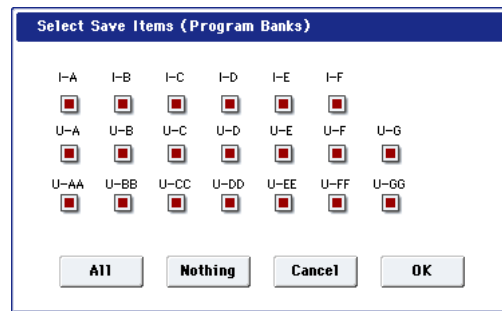 Select Save Items (Program Banks)
I-A I-B I-C I-D I-E I-F
U-A U-B U-C U-D U-E U-F U-G
U-AA U-BB U-CC U-DD U-EE U-FF U-GG
All Nothing Cancel OK